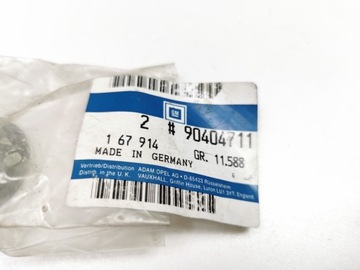 GM
2 # 90404711
1 67 914 GR. 11.588
MADE IN GERMANY
Vertrieb/Distribution ADAM OPEL AG • D-65423 Rüsselsheim
Distrib. in the U.K. VAUXHALL, Griffin House, Luton LU1 3YT, England